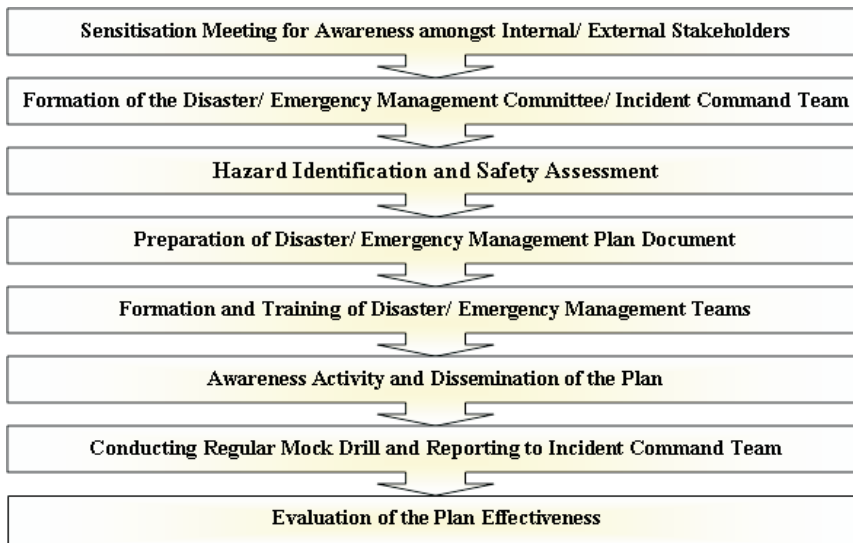 Sensitisation Meeting for Awareness amongst Internal/ External Stakeholders
Formation of the Disaster/ Emergency Management Committee/ Incident Command Team
Hazard Identification and Safety Assessment
Preparation of Disaster/ Emergency Management Plan Document
Formation and Training of Disaster/ Emergency Management Teams
Awareness Activity and Dissemination of the Plan
Conducting Regular Mock Drill and Reporting to Incident Command Team
Evaluation of the Plan Effectiveness